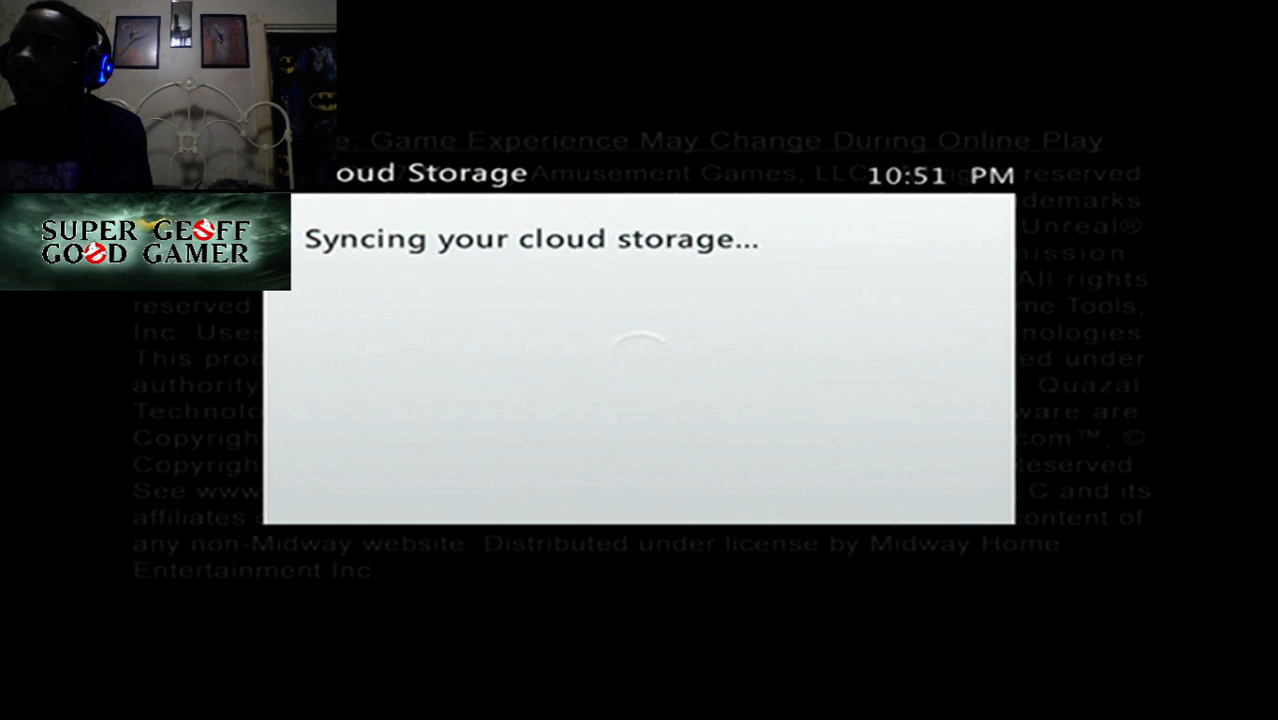 e: Game Experience May Change During Online Play
oud Storage
Amusement Games, LLC
reserved.
10:51 PM
demarks
SUPER GEOFF
GOOD GAMER
Unreal®
Syncing your cloud storage...
mission.
All rights
reserved
me Tools,
Inc. Use
nologies
This prod
ed under
authority
Quazal
Technolo
ware are
Copyrigh
com™, ©
Copyrigh
Reserved.
See www
C and its
affiliates
ontent of
any non-Midway website. Distributed under license by Midway Home
Entertainment Inc.